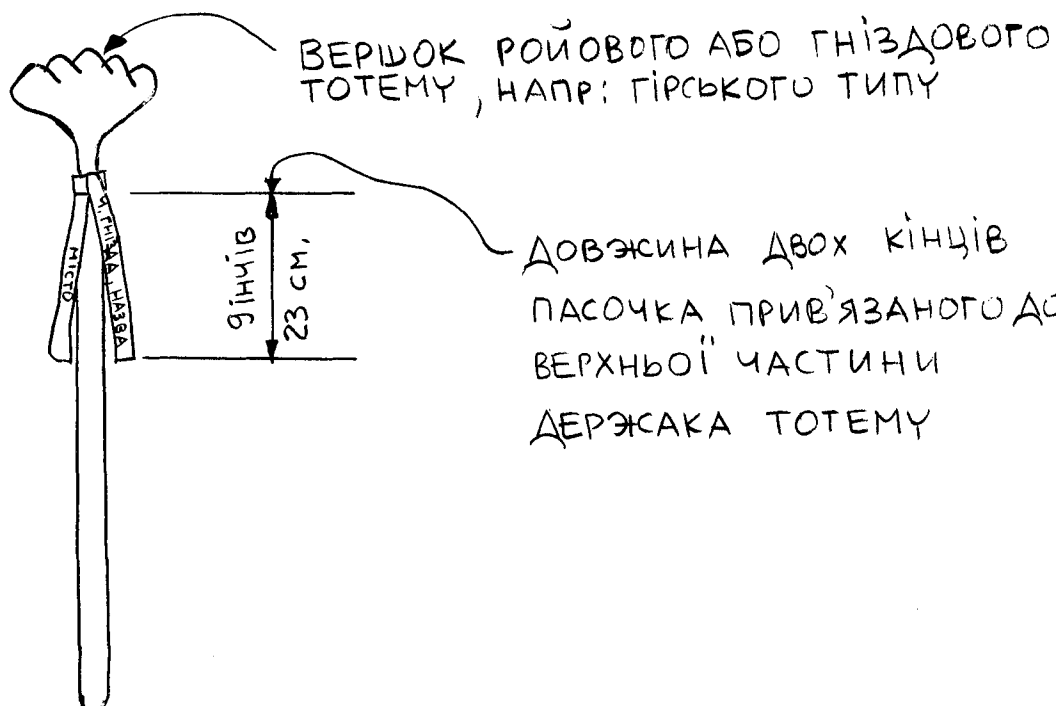 ВЕРШОК РОЙОВОГО АБО ГНІЗДОВОГО
ТОТЕМУ, НАПР: ГІРСЬКОГО ТИПУ
МІСТО
Ч. ГНІЗДА, НАЗВА
9 інчів
23 см.
ДОВЖИНА ДВОХ КІНЦІВ
ПАСОЧКА ПРИВ'ЯЗАНОГО ДО
ВЕРХНЬОЇ ЧАСТИНИ
ДЕРЖАКА ТОТЕМУ